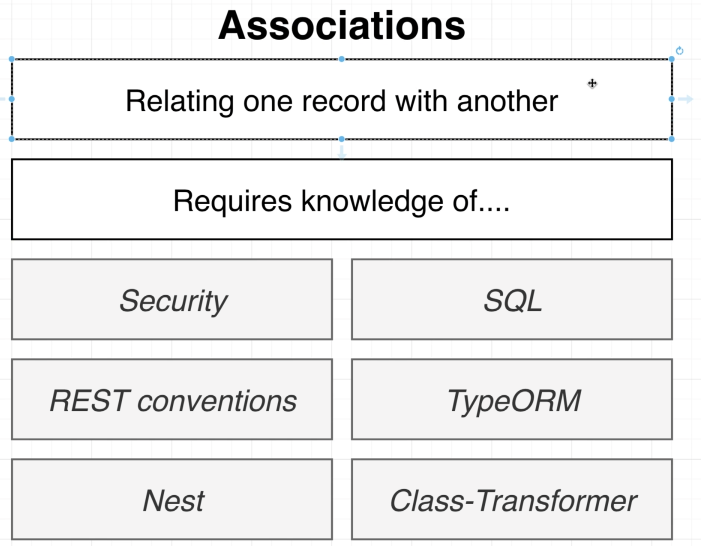 Associations
Relating one record with another
Requires knowledge of....
Security
SQL
REST conventions
TypeORM
Nest
Class-Transformer